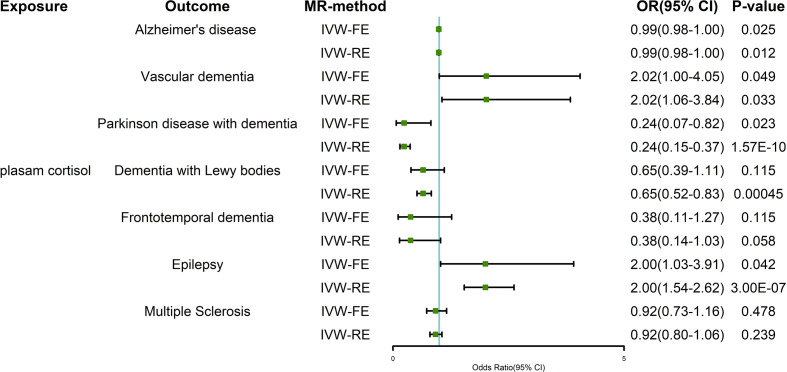 Exposure Outcome MR-method OR(95% CI) P-value
Alzheimer's disease IVW-FE 0.99(0.98-1.00) 0.025
IVW-RE 0.99(0.98-1.00) 0.012
Vascular dementia IVW-FE 2.02(1.00-4.05) 0.049
IVW-RE 2.02(1.06-3.84) 0.033
Parkinson disease with dementia IVW-FE 0.24(0.07-0.82) 0.023
IVW-RE 0.24(0.15-0.37) 1.57E-10
plasam cortisol Dementia with Lewy bodies IVW-FE 0.65(0.39-1.11) 0.115
IVW-RE 0.65(0.52-0.83) 0.00045
Frontotemporal dementia IVW-FE 0.38(0.11-1.27) 0.115
IVW-RE 0.38(0.14-1.03) 0.058
Epilepsy IVW-FE 2.00(1.03-3.91) 0.042
IVW-RE 2.00(1.54-2.62) 3.00E-07
Multiple Sclerosis IVW-FE 0.92(0.73-1.16) 0.478
IVW-RE 0.92(0.80-1.06) 0.239
0 5
Odds Ratio(95% CI)